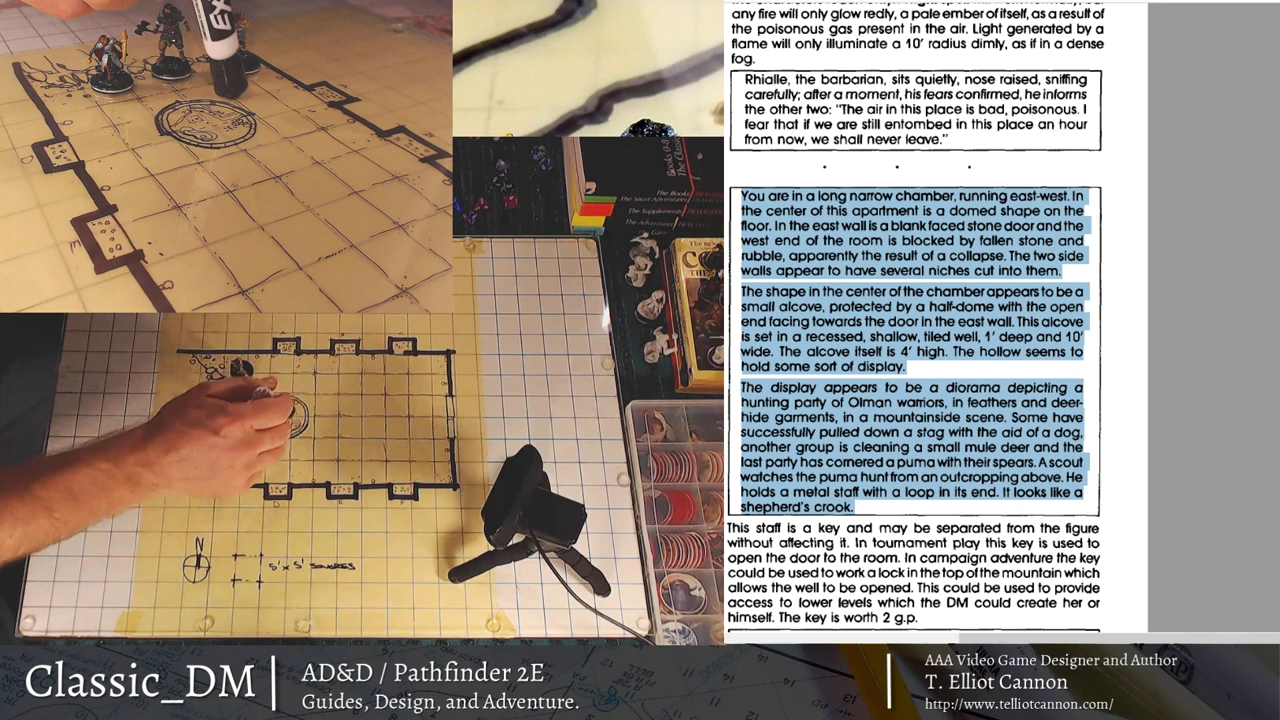 EX
Books 0-8
The Classic
The Books
The Short Adventures
The Supplements
The Adventures
Games
N
5' x 5' SQUARES
any fire will only glow redly, a pale ember of itself, as a result of
the poisonous gas present in the air. Light generated by a
flame will only illuminate a 10' radius dimly, as if in a dense
fog.
Rhialle, the barbarian, sits quietly, nose raised, sniffing
carefully; after a moment, his fears confirmed, he informs
the other two: "The air in this place is bad, poisonous. I
fear that if we are still entombed in this place an hour
from now, we shall never leave."
You are in a long narrow chamber, running east-west. In
the center of this apartment is a domed shape on the
floor. In the east wall is a blank faced stone door and the
west end of the room is blocked by fallen stone and
rubble, apparently the result of a collapse. The two side
walls appear to have several niches cut into them.
The shape in the center of the chamber appears to be a
small alcove, protected by a half-dome with the open
end facing towards the door in the east wall. This alcove
is set in a recessed, shallow, tiled well, 1' deep and 10'
wide. The alcove itself is 4' high. The hollow seems to
hold some sort of display.
The display appears to be a diorama depicting a
hunting party of Olman warriors, in feathers and deer-
hide garments, in a mountainside scene. Some have
successfully pulled down a stag with the aid of a dog,
another group is cleaning a small mule deer and the
last party has cornered a puma with their spears. A scout
watches the puma hunt from an outcropping above. He
holds a metal staff with a loop in its end. It looks like a
shepherd's crook.
This staff is a key and may be separated from the figure
without affecting it. In tournament play this key is used to
open the door to the room. In campaign adventure the key
could be used to work a lock in the top of the mountain which
allows the well to be opened. This could be used to provide
access to lower levels which the DM could create her or
himself. The key is worth 2 g.p.
Classic_DM
AD&D / Pathfinder 2E
Guides, Design, and Adventure.
AAA Video Game Designer and Author
T. Elliot Cannon
http://www.telliotcannon.com/